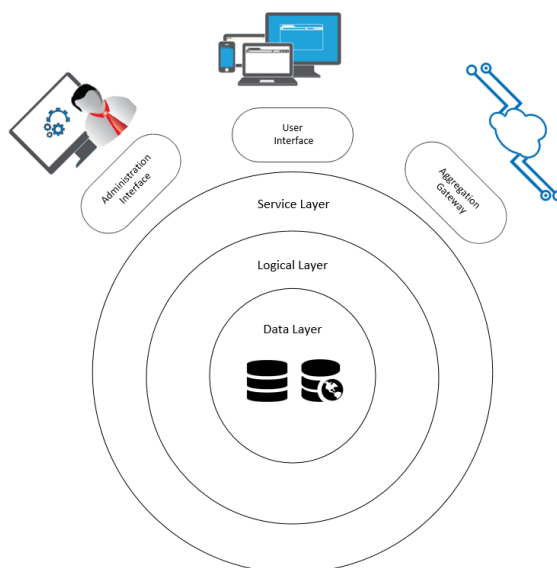 User
Interface
Administration
Interface
Aggregation
Gateway
Service Layer
Logical Layer
Data Layer